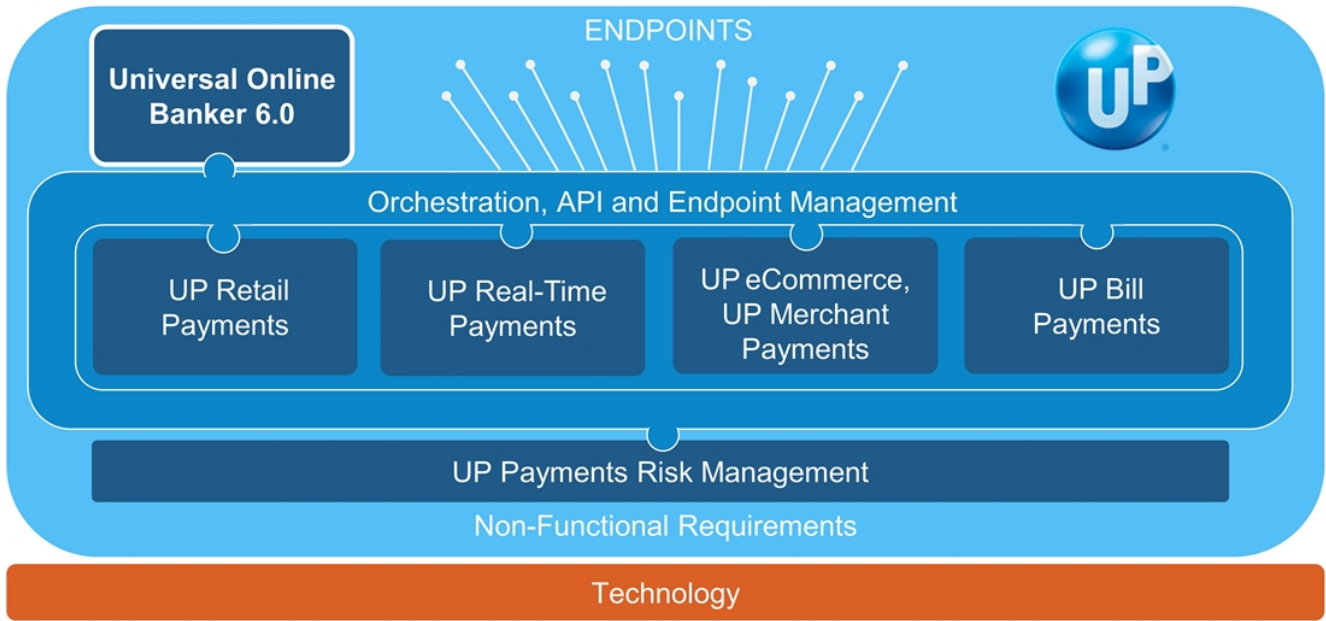 ENDPOINTS
Universal Online
Banker 6.0
UP
Orchestration, API and Endpoint Management
UP Retail
Payments
UP Real-Time
Payments
UP eCommerce,
UP Merchant
Payments
UP Bill
Payments
UP Payments Risk Management
Non-Functional Requirements
Technology